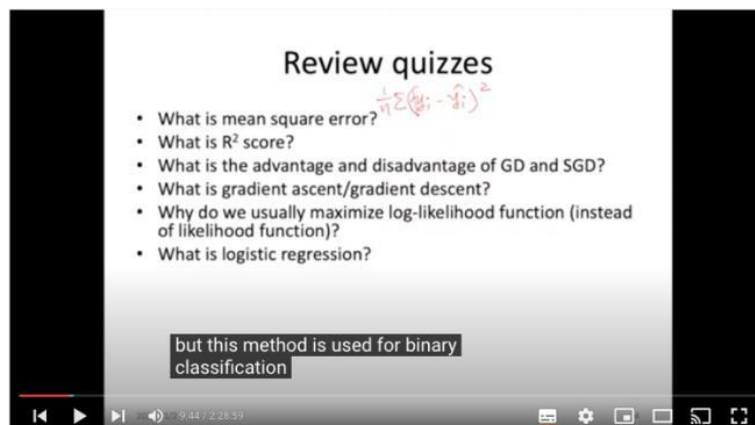 Review quizzes
1/n Σ(yᵢ - ŷᵢ)²
• What is mean square error?
• What is R² score?
• What is the advantage and disadvantage of GD and SGD?
• What is gradient ascent/gradient descent?
• Why do we usually maximize log-likelihood function (instead
of likelihood function)?
• What is logistic regression?
but this method is used for binary
classification
9:44 / 2:28:59